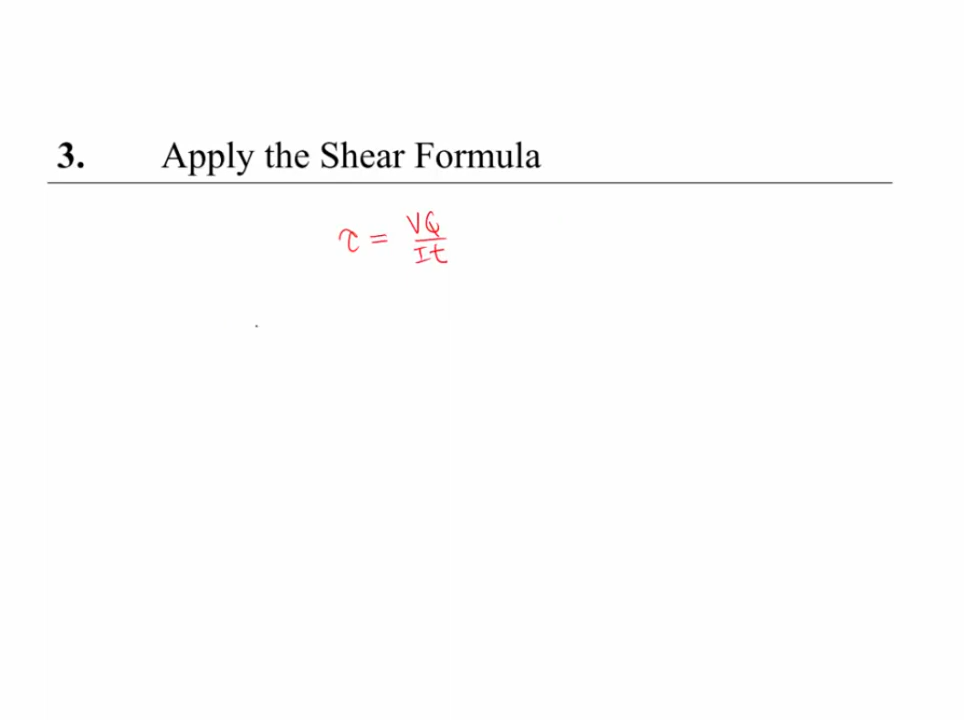 3. Apply the Shear Formula
τ = VQ/It